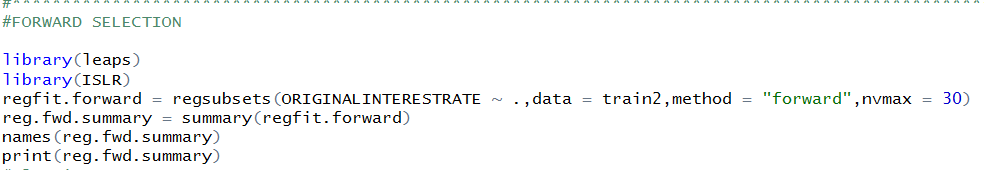 #FORWARD SELECTION
library(leaps)
library(ISLR)
regfit.forward = regsubsets(ORIGINALINTERESTRATE ~ .,data = train2,method = "forward",nvmax = 30)
reg.fwd.summary = summary(regfit.forward)
names(reg.fwd.summary)
print(reg.fwd.summary)